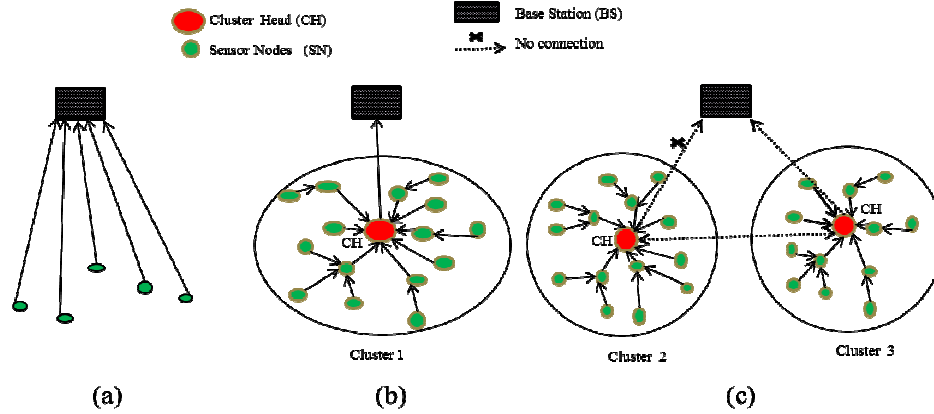 Cluster Head (CH)
Sensor Nodes (SN)
Base Station (BS)
No connection
CH
CH
CH
Cluster 1
Cluster 2
Cluster 3
(a)
(b)
(c)